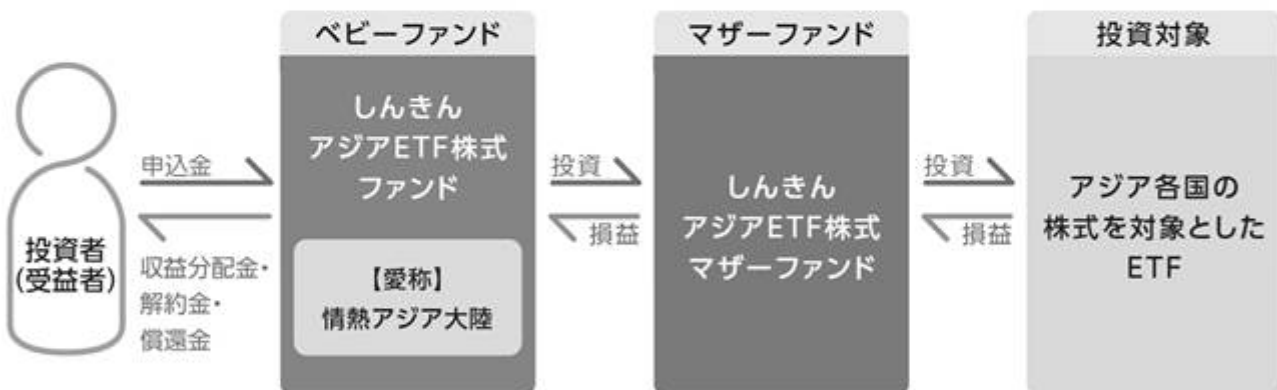 投資者
(受益者)
申込金
収益分配金・
解約金・
償還金
ベビーファンド
しんきん
アジアETF株式
ファンド
【愛称】
情熱アジア大陸
投資
損益
マザーファンド
しんきん
アジアETF株式
マザーファンド
投資
損益
投資対象
アジア各国の
株式を対象とした
ETF